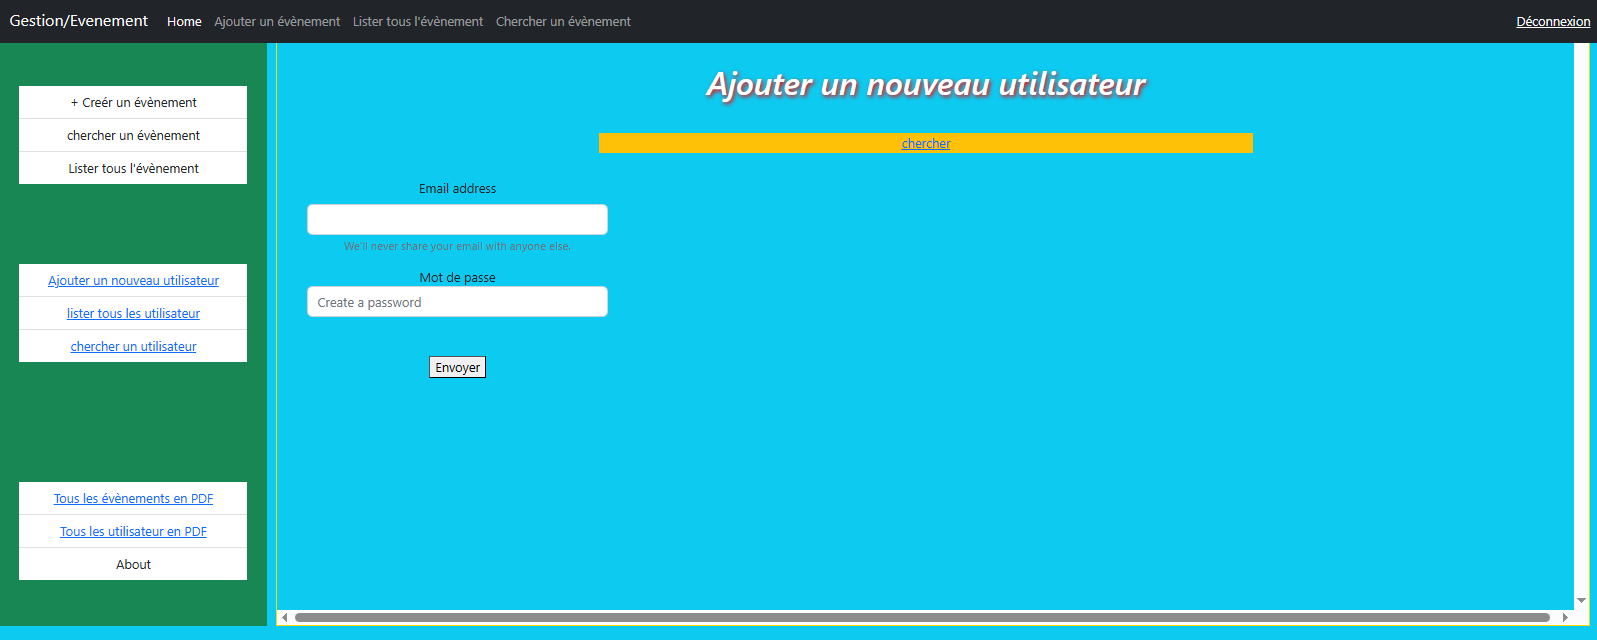 Gestion/Evenement Home Ajouter un évènement Lister tous l'évènement Chercher un évènement Déconnexion
+ Creér un évènement
chercher un évènement
Lister tous l'évènement
Ajouter un nouveau utilisateur
lister tous les utilisateur
chercher un utilisateur
Tous les évènements en PDF
Tous les utilisateur en PDF
About
Ajouter un nouveau utilisateur
chercher
Email address
We'll never share your email with anyone else.
Mot de passe
Create a password
Envoyer